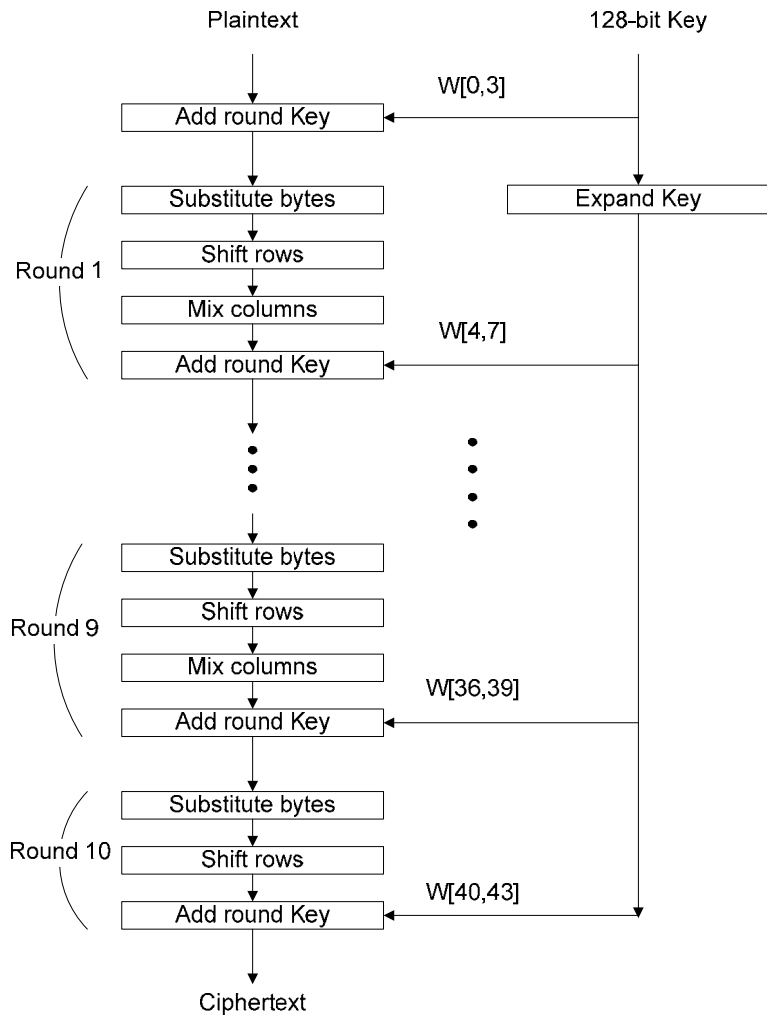 Plaintext
128-bit Key
W[0,3]
Add round Key
Substitute bytes
Expand Key
Shift rows
Round 1
Mix columns
W[4,7]
Add round Key
Substitute bytes
Shift rows
Round 9
Mix columns
W[36,39]
Add round Key
Substitute bytes
Round 10
Shift rows
W[40,43]
Add round Key
Ciphertext